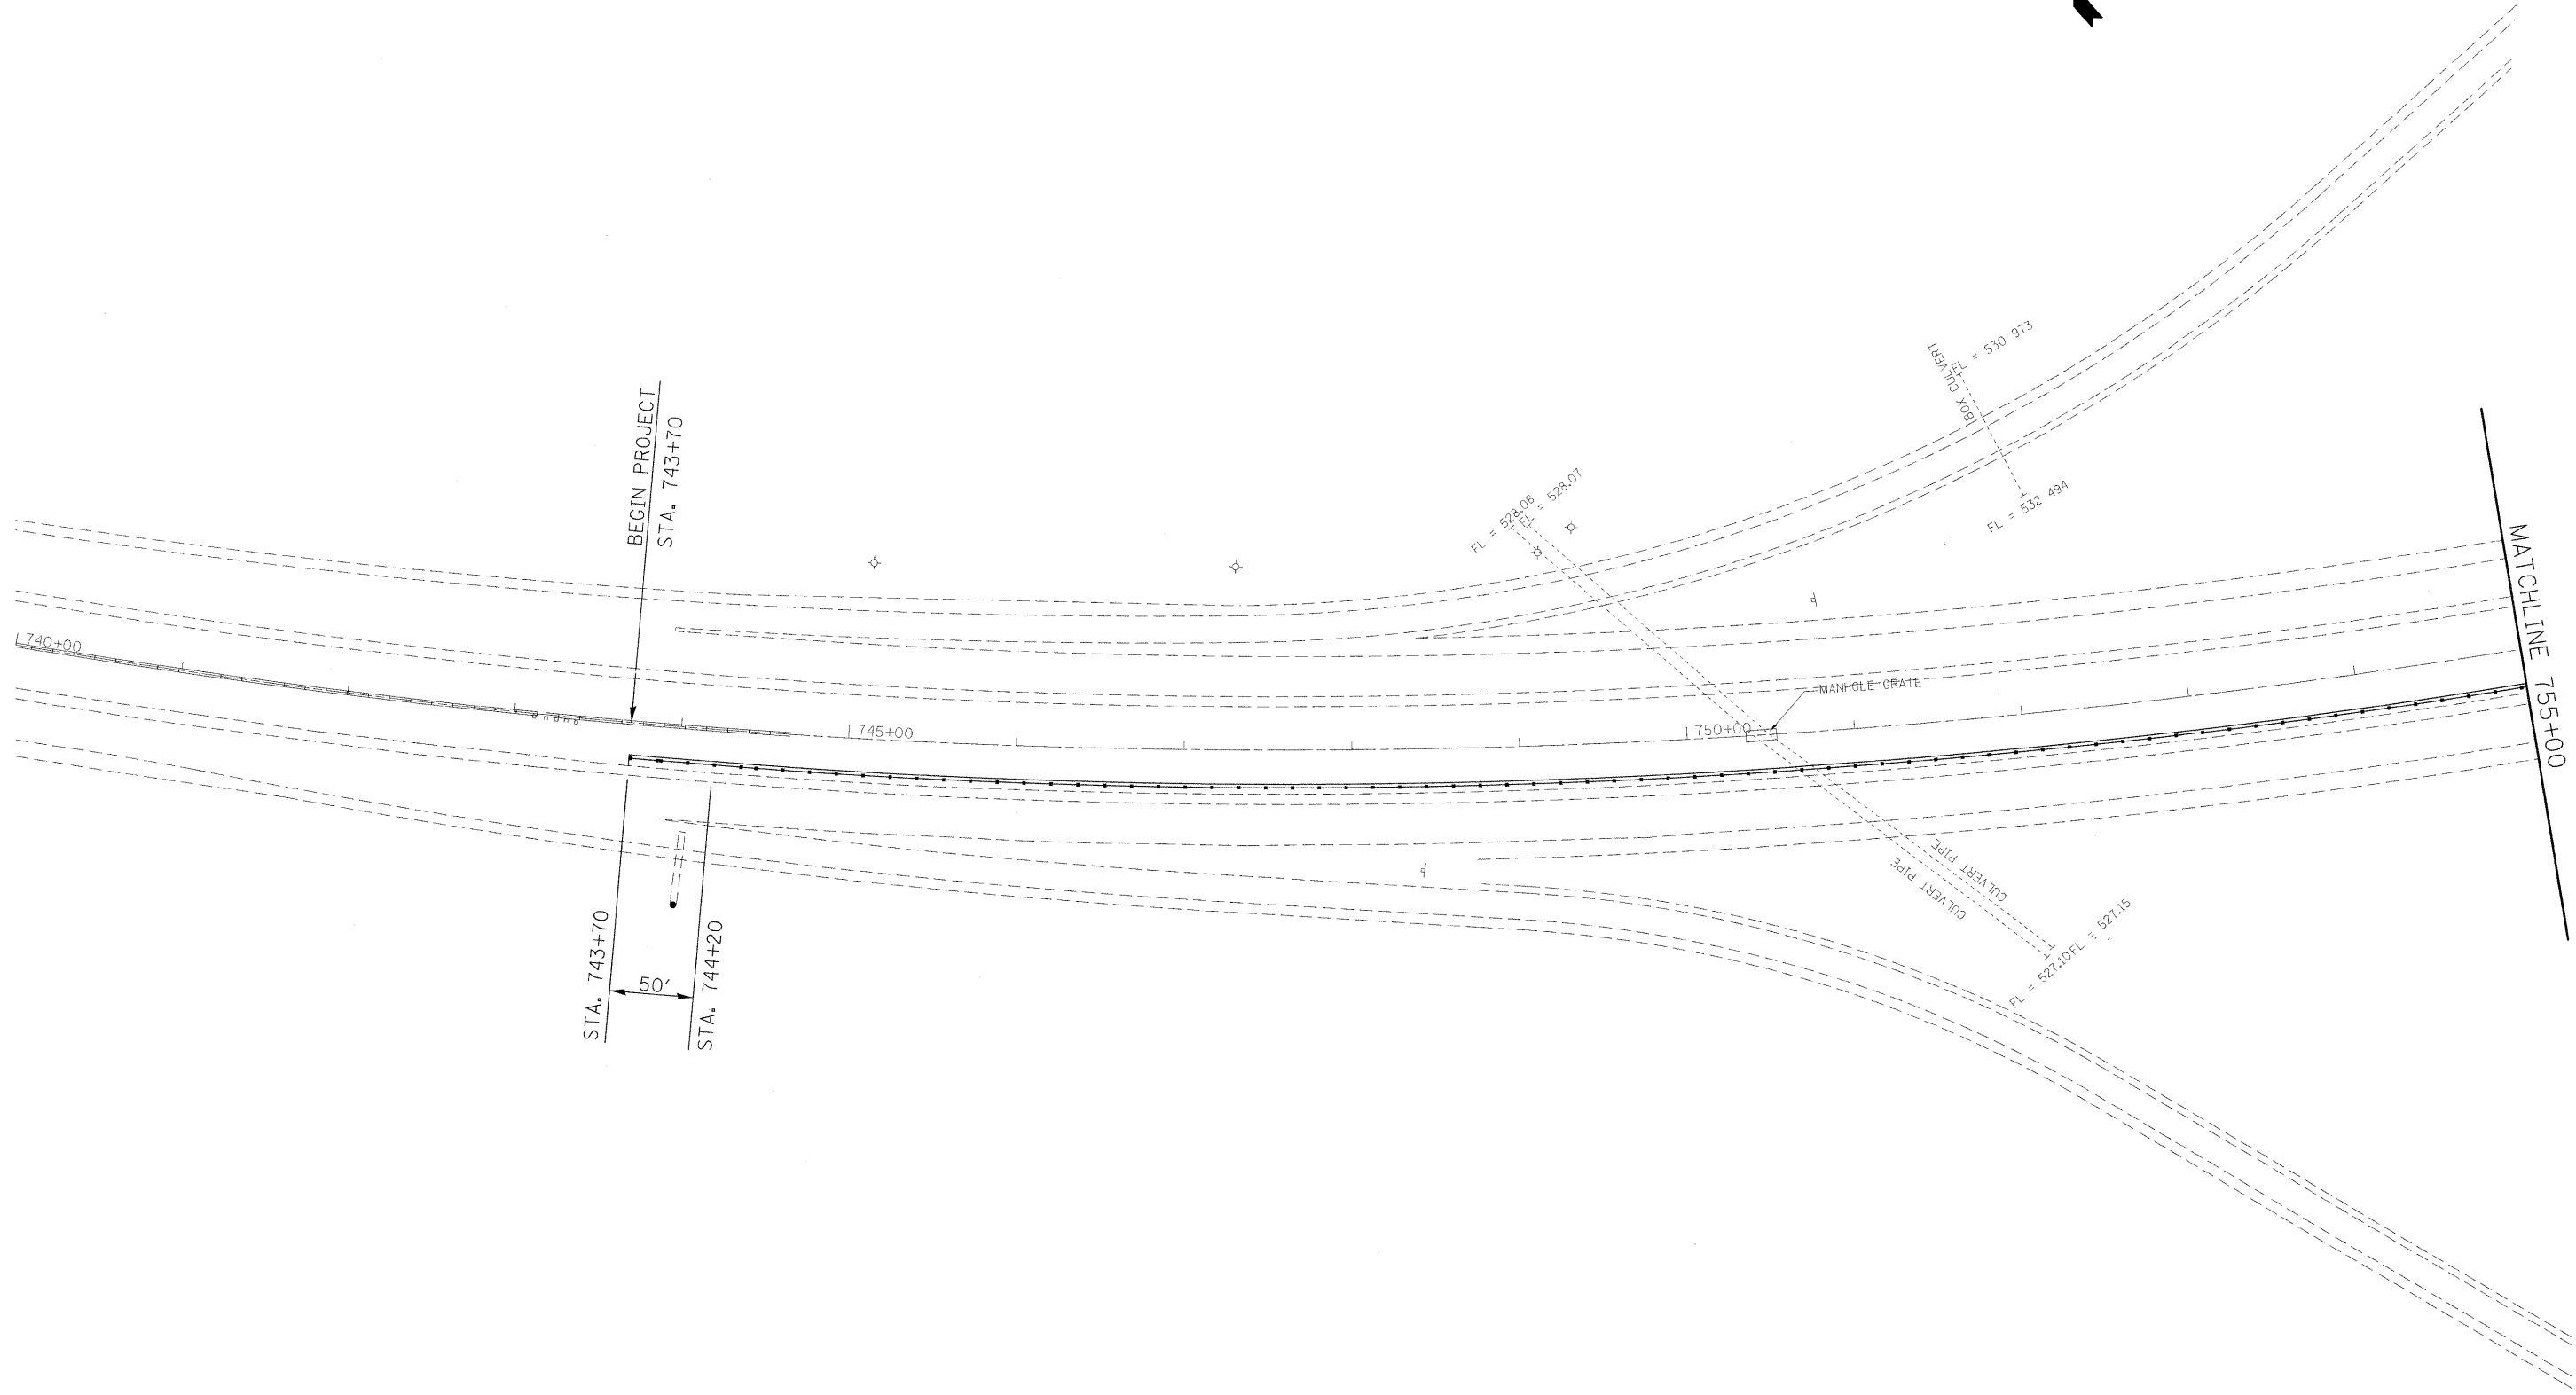 BEGIN PROJECT
STA. 743+70
740+00
745+00
750+00
MANHOLE GRATE
FL = 528.08
FL = 528.07
BOX CULVERT
FL = 530 973
FL = 532 494
MATCHLINE 755+00
CULVERT PIPE
CULVERT PIPE
FL = 527.10
FL = 527.15
STA. 743+70
50'
STA. 744+20